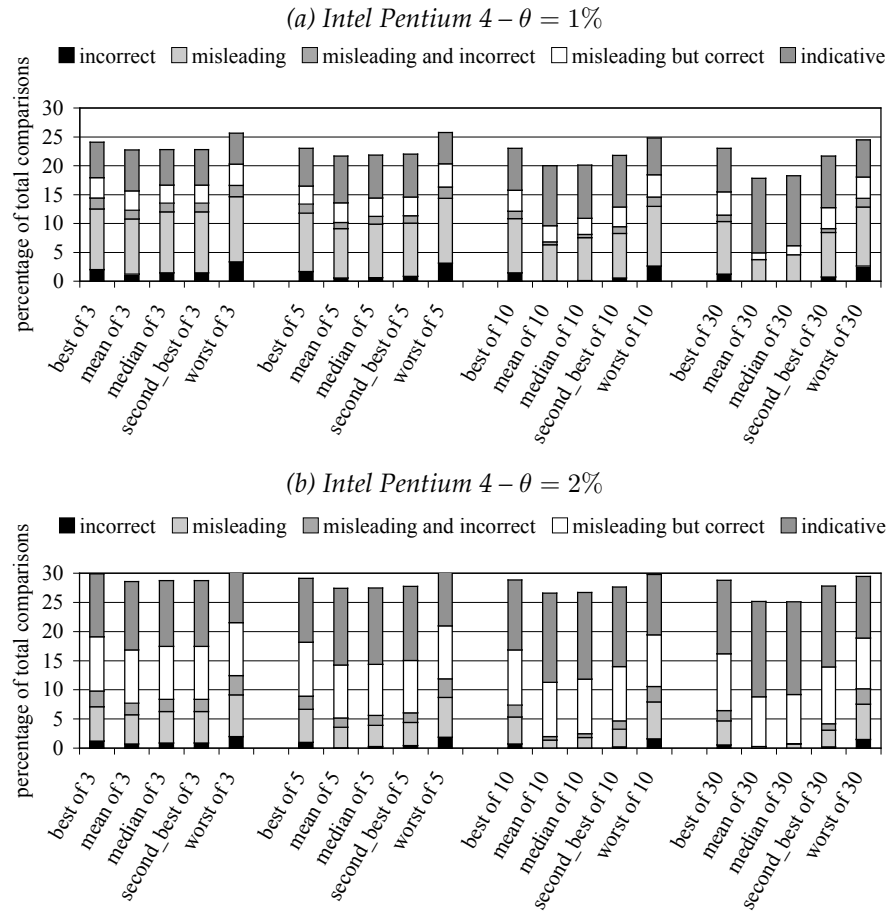 (a) Intel Pentium 4 – θ = 1%
incorrect misleading misleading and incorrect misleading but correct indicative
percentage of total comparisons
30
25
20
15
10
5
0
best of 3
mean of 3
median of 3
second_best of 3
worst of 3
best of 5
mean of 5
median of 5
second_best of 5
worst of 5
best of 10
mean of 10
median of 10
second_best of 10
worst of 10
best of 30
mean of 30
median of 30
second_best of 30
worst of 30
(b) Intel Pentium 4 – θ = 2%
incorrect misleading misleading and incorrect misleading but correct indicative
percentage of total comparisons
30
25
20
15
10
5
0
best of 3
mean of 3
median of 3
second_best of 3
worst of 3
best of 5
mean of 5
median of 5
second_best of 5
worst of 5
best of 10
mean of 10
median of 10
second_best of 10
worst of 10
best of 30
mean of 30
median of 30
second_best of 30
worst of 30